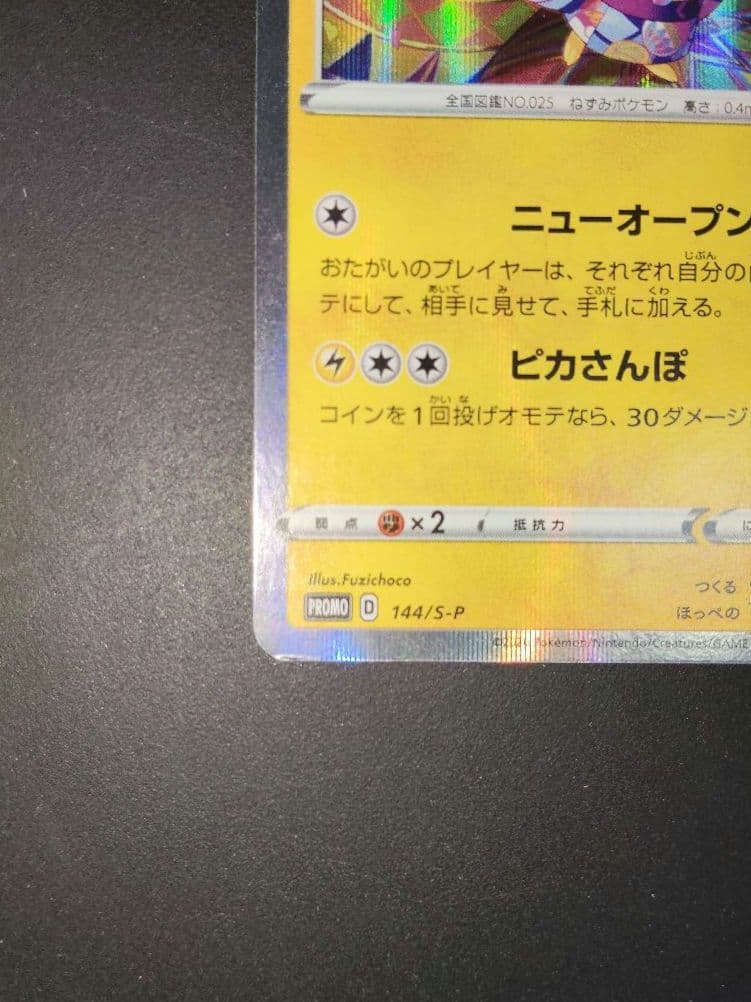 全国図鑑NO.025 ねずみポケモン 高さ：0.4m
ニューオープン
おたがいのプレイヤーは、それぞれ自分の
テにして、相手に見せて、手札に加える。
ピカさんぽ
コインを1回投げオモテなら、30ダメージ
弱点 ×2 抵抗力
Illus.Fuzichoco
つくる
PROMO D 144/S-P
ほっぺの
Pokémon/Nintendo/Creatures/GAME